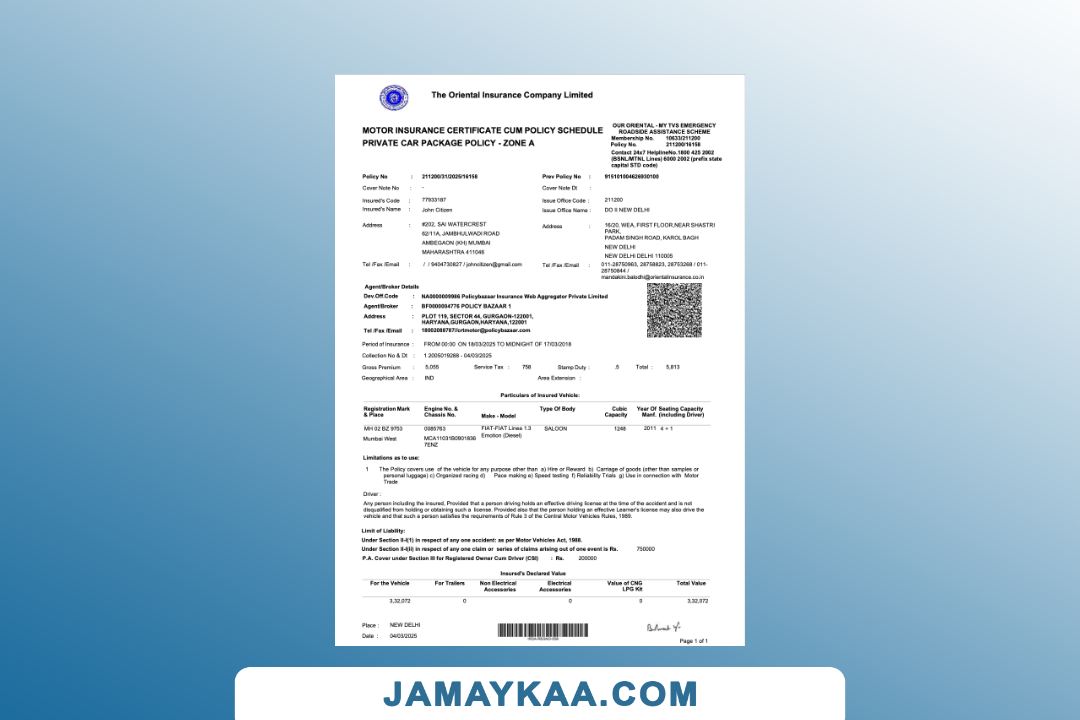 The Oriental Insurance Company Limited
MOTOR INSURANCE CERTIFICATE CUM POLICY SCHEDULE
PRIVATE CAR PACKAGE POLICY - ZONE A
OUR ORIENTAL - MY TVS EMERGENCY
ROADSIDE ASSISTANCE SCHEME
Membership No. 10633/211200
Policy No. 211200/16158
Contact 24x7 HelplineNo.1800 425 2002
(BSNL/MTNL Lines) 6000 2002 (prefix state
capital STD code)
Policy No : 211200/31/2025/16158 Prev Policy No : 915101004626930100
Cover Note No : - Cover Note Dt :
Insured's Code : 77933187 Issue Office Code : 211200
Insured's Name : John Citizen Issue Office Name : DO II NEW DELHI
Address : #202, SAI WATERCREST
62/11A, JAMBHULWADI ROAD
AMBEGAON (KH) MUMBAI
MAHARASHTRA 411046
Address : 16/20, WEA, FIRST FLOOR,NEAR SHASTRI
PARK,
PADAM SINGH ROAD, KAROL BAGH
NEW DELHI
NEW DELHI DELHI 110005
Tel /Fax /Email : / / 9404730827 / johncitizen@gmail.com
Tel /Fax /Email : 011-28750963, 28758823, 28753268 / 011-
28750844 /
mandakini.balodhi@orientalinsurance.co.in
Agent/Broker Details
Dev.Off.Code : NA0000009986 Policybazaar Insurance Web Aggregator Private Limited
Agent/Broker : BF0000004776 POLICY BAZAAR 1
Address : PLOT 119, SECTOR 44, GURGAON-122001,
HARYANA,GURGAON,HARYANA,122001
Tel /Fax /Email : 18002088787//crtmotor@policybazaar.com
Period of Insurance : FROM 00:00 ON 18/03/2025 TO MIDNIGHT OF 17/03/2018
Collection No & Dt : 1 2005019288 - 04/03/2025
Gross Premium : 5,055 Service Tax : 758 Stamp Duty : .5 Total : 5,813
Geographical Area : IND Area Extension :
Particulars of Insured Vehicle:
Registration Mark & Place Engine No. & Chassis No. Make - Model Type Of Body Cubic Capacity Year Of Manf. Seating Capacity (including Driver)
MH 02 BZ 9753 0085763 FIAT-FIAT Linea 1.3 SALOON 1248 2011 4 + 1
Mumbai West MCA11031B0901836 Emotion (Diesel)
7ENZ
Limitations as to use:
1 The Policy covers use of the vehicle for any purpose other than a) Hire or Reward b) Carriage of goods (other than samples or
personal luggage) c) Organized racing d) Pace making e) Speed testing f) Reliability Trials g) Use in connection with Motor
Trade
Driver :
Any person including the insured, Provided that a person driving holds an effective driving license at the time of the accident and is not
disqualified from holding or obtaining such a license. Provided also that the person holding an effective Learner's license may also drive the
vehicle and that such a person satisfies the requirements of Rule 3 of the Central Motor Vehicles Rules, 1989.
Limit of Liability:
Under Section II-I(1) in respect of any one accident: as per Motor Vehicles Act, 1988.
Under Section II-I(ii) in respect of any one claim or series of claims arising out of one event is Rs. 750000
P.A. Cover under Section III for Registered Owner Cum Driver (CSI) : Rs. 200000
Insured's Declared Value
For the Vehicle For Trailers Non Electrical Accessories Electrical Accessories Value of CNG LPG Kit Total Value
3,32,072 0 0 0 3,32,072
Place : NEW DELHI
Date : 04/03/2025
Page 1 of 1
JAMAYKAA.COM